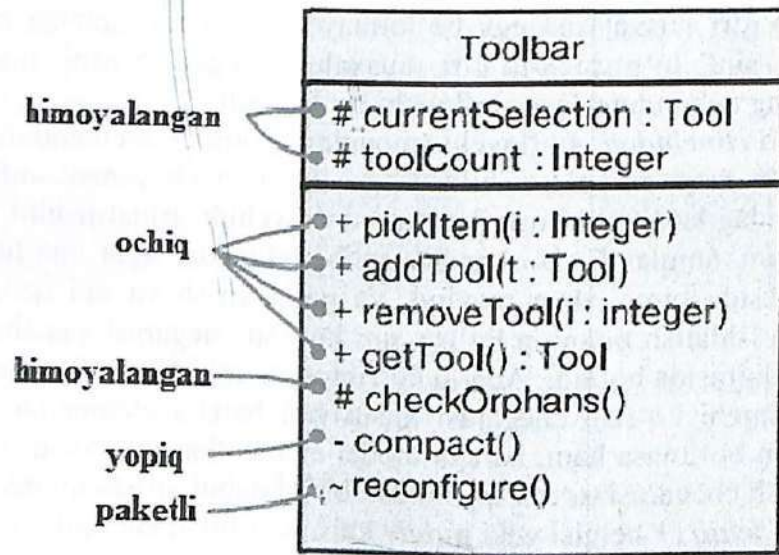 Toolbar
himoyalangan
# currentSelection : Tool
# toolCount : Integer
ochiq
+ pickItem(i : Integer)
+ addTool(t : Tool)
+ removeTool(i : integer)
+ getTool() : Tool
himoyalangan
# checkOrphans()
yopiq
- compact()
paketli
reconfigure()